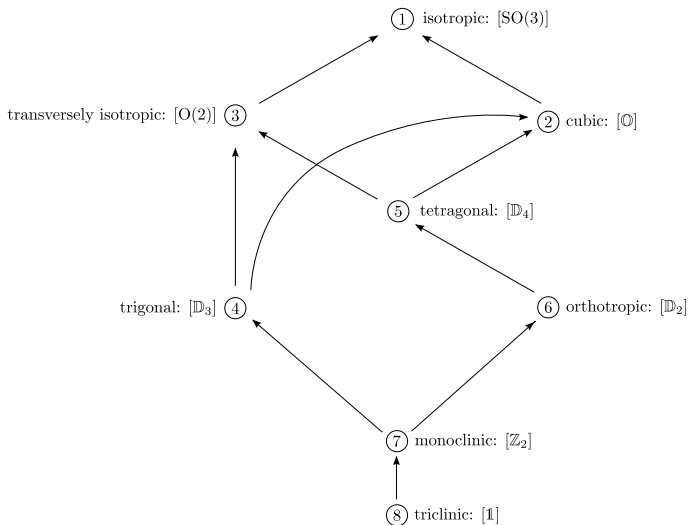 ① isotropic: [SO(3)]
transversely isotropic: [O(2)] ③
② cubic: [𝕆]
⑤ tetragonal: [𝔻₄]
trigonal: [𝔻₃] ④
⑥ orthotropic: [𝔻₂]
⑦ monoclinic: [ℤ₂]
⑧ triclinic: [𝟙]